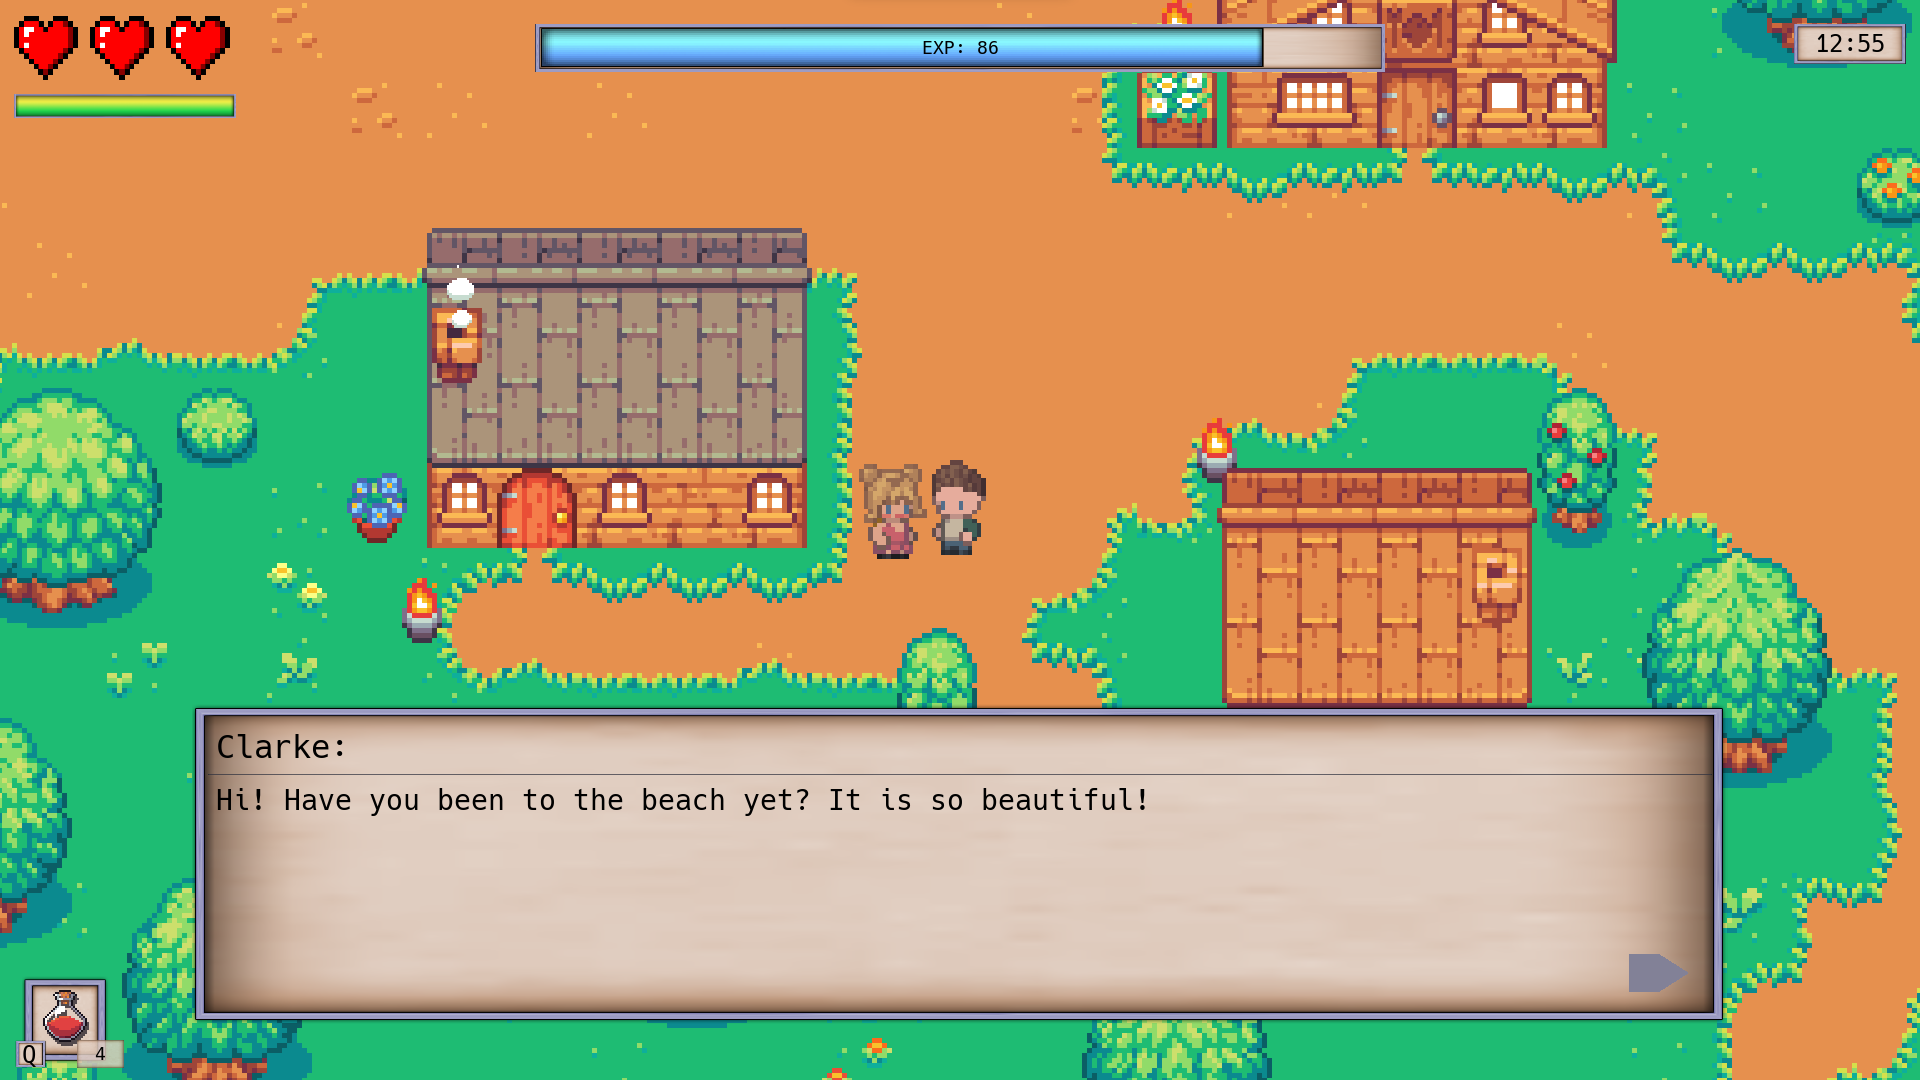 EXP: 86
12:55
Clarke:
Hi! Have you been to the beach yet? It is so beautiful!
Q
4